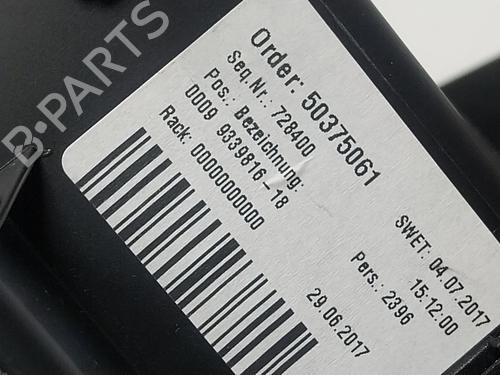 B-PARTS
Order: 50375061
Seq.Nr.: 728400
Pos.: Bezeichnung:
0009 9339816-18
Rack: 00000000000
SWET: 04.07.2017
15:12:00
Pers.: 2396
29.06.2017